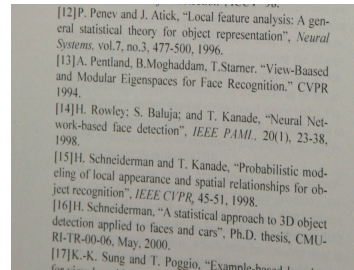 [12]P. Penev and J. Atick, “Local feature analysis: A gen-
eral statistical theory for object representation”, Neural
Systems, vol.7, no.3, 477-500, 1996.
[13]A. Pentland, B.Moghaddam, T.Starner. “View-Baased
and Modular Eigenspaces for Face Recognition.” CVPR
1994.
[14]H. Rowley; S. Baluja; and T. Kanade, “Neural Net-
work-based face detection”, IEEE PAMI., 20(1), 23-38,
1998.
[15]H. Schneiderman and T. Kanade, “Probabilistic mod-
eling of local appearance and spatial relationships for ob-
ject recognition”, IEEE CVPR, 45-51, 1998.
[16]H. Schneiderman, “A statistical approach to 3D object
detection applied to faces and cars”, Ph.D. thesis, CMU-
RI-TR-00-06, May, 2000.
[17]K.-K. Sung and T. Poggio, “Example-based